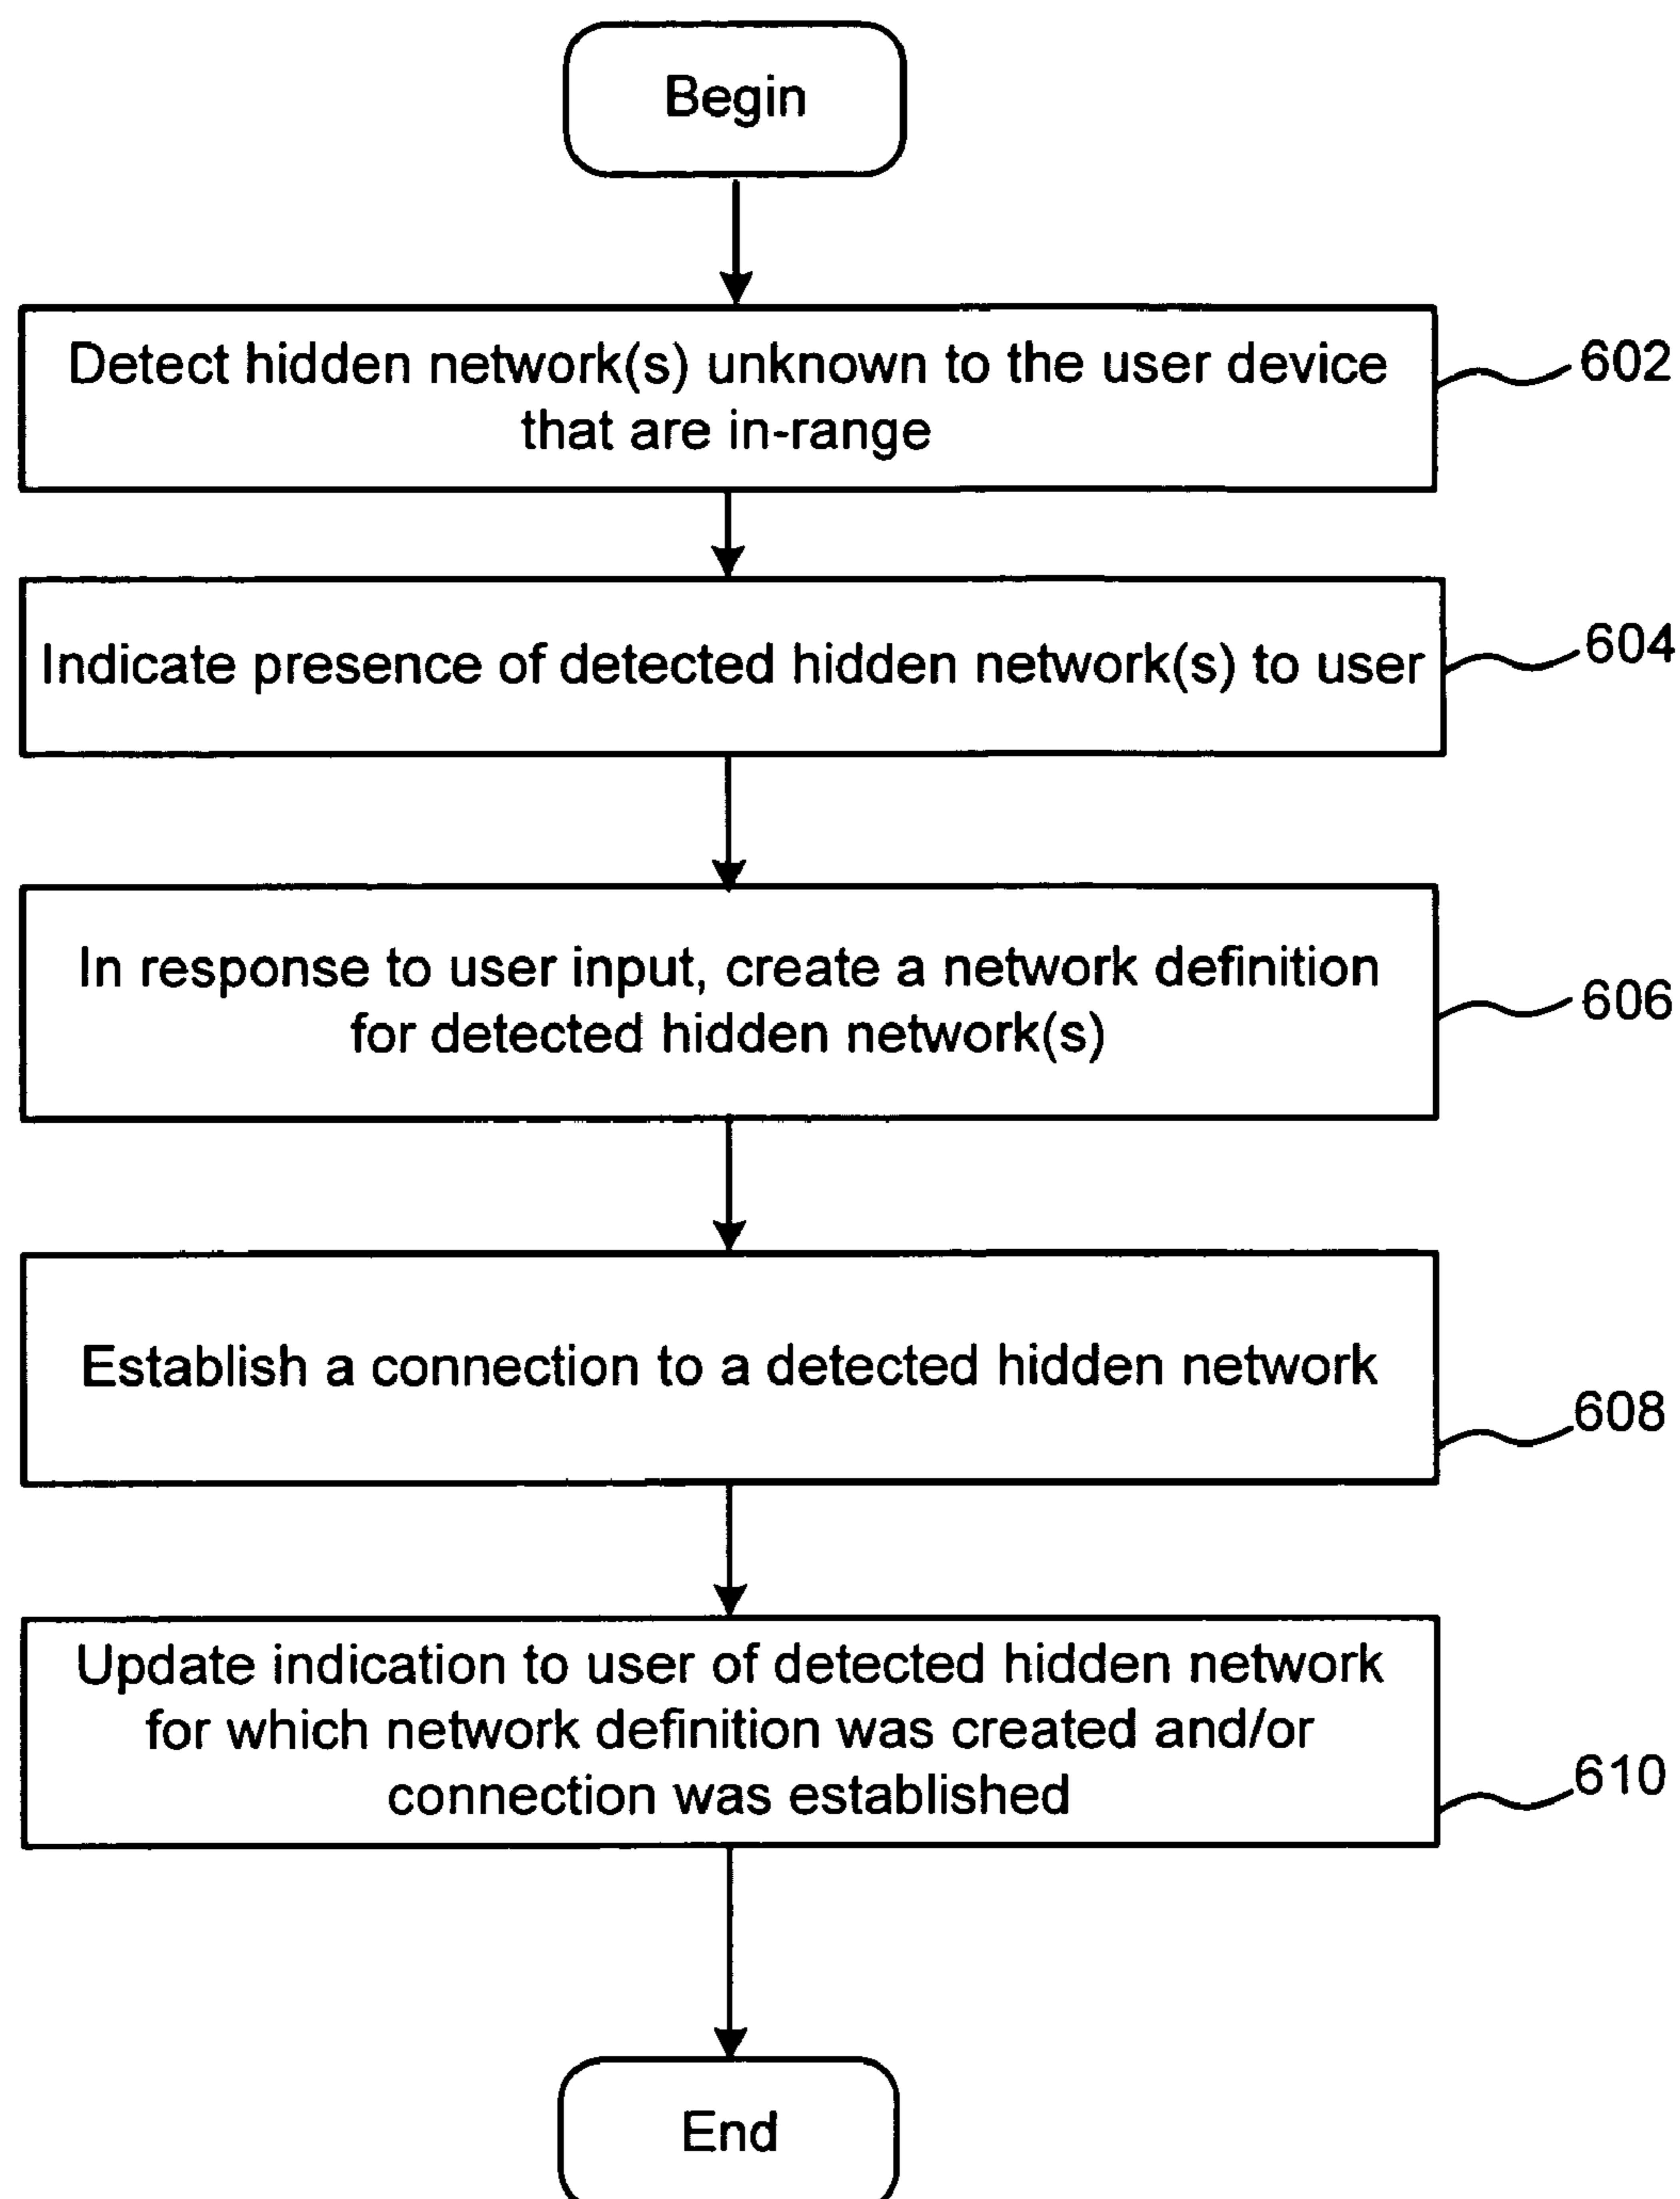 Begin
Detect hidden network(s) unknown to the user device
that are in-range
602
Indicate presence of detected hidden network(s) to user
604
In response to user input, create a network definition
for detected hidden network(s)
606
Establish a connection to a detected hidden network
608
Update indication to user of detected hidden network
for which network definition was created and/or
connection was established
610
End